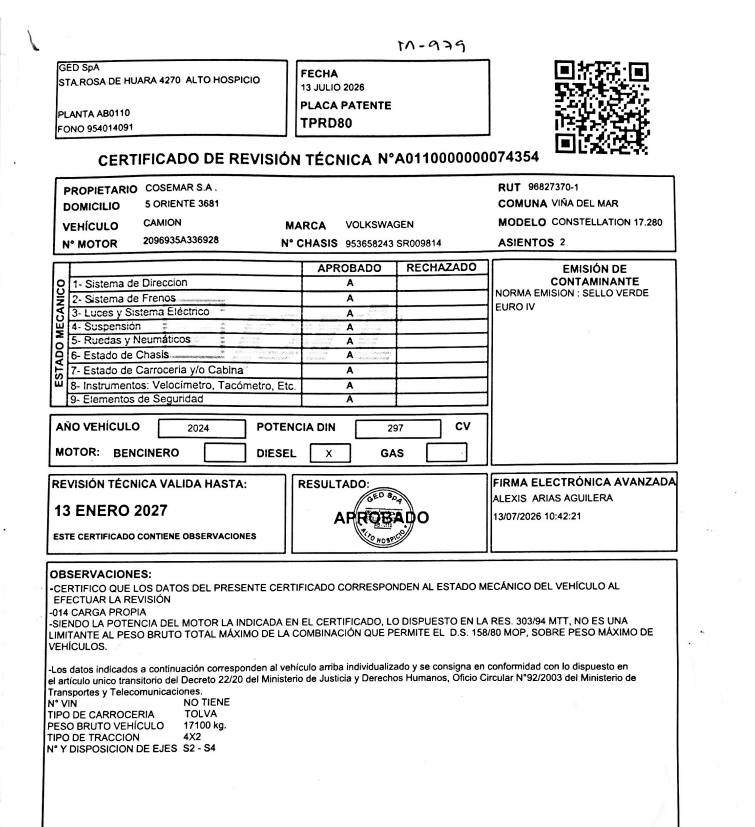 M-979
GED SpA
STA.ROSA DE HUARA 4270 ALTO HOSPICIO
PLANTA AB0110
FONO 954014091
FECHA
13 JULIO 2026
PLACA PATENTE
TPRD80
CERTIFICADO DE REVISIÓN TÉCNICA N°A0110000000074354
PROPIETARIO COSEMAR S.A. RUT 96827370-1
DOMICILIO 5 ORIENTE 3681 COMUNA VIÑA DEL MAR
VEHÍCULO CAMION MARCA VOLKSWAGEN MODELO CONSTELLATION 17.280
N° MOTOR 2096935A336928 N° CHASIS 953658243 SR009814 ASIENTOS 2
ESTADO MECANICO
APROBADO RECHAZADO
1- Sistema de Direccion A
2- Sistema de Frenos A
3- Luces y Sistema Eléctrico A
4- Suspensión A
5- Ruedas y Neumáticos A
6- Estado de Chasis A
7- Estado de Carroceria y/o Cabina A
8- Instrumentos: Velocímetro, Tacómetro, Etc. A
9- Elementos de Seguridad A
EMISIÓN DE
CONTAMINANTE
NORMA EMISION : SELLO VERDE
EURO IV
AÑO VEHÍCULO 2024 POTENCIA DIN 297 CV
MOTOR: BENCINERO DIESEL X GAS
REVISIÓN TÉCNICA VALIDA HASTA:
13 ENERO 2027
ESTE CERTIFICADO CONTIENE OBSERVACIONES
RESULTADO:
APROBADO
GED SpA
ALTO HOSPICIO
FIRMA ELECTRÓNICA AVANZADA
ALEXIS ARIAS AGUILERA
13/07/2026 10:42:21
OBSERVACIONES:
-CERTIFICO QUE LOS DATOS DEL PRESENTE CERTIFICADO CORRESPONDEN AL ESTADO MECÁNICO DEL VEHÍCULO AL
EFECTUAR LA REVISIÓN
-014 CARGA PROPIA
-SIENDO LA POTENCIA DEL MOTOR LA INDICADA EN EL CERTIFICADO, LO DISPUESTO EN LA RES. 303/94 MTT, NO ES UNA
LIMITANTE AL PESO BRUTO TOTAL MÁXIMO DE LA COMBINACIÓN QUE PERMITE EL D.S. 158/80 MOP, SOBRE PESO MÁXIMO DE
VEHÍCULOS.
-Los datos indicados a continuación corresponden al vehículo arriba individualizado y se consigna en conformidad con lo dispuesto en
el artículo unico transitorio del Decreto 22/20 del Ministerio de Justicia y Derechos Humanos, Oficio Circular N°92/2003 del Ministerio de
Transportes y Telecomunicaciones.
N° VIN NO TIENE
TIPO DE CARROCERIA TOLVA
PESO BRUTO VEHÍCULO 17100 kg.
TIPO DE TRACCION 4X2
N° Y DISPOSICION DE EJES S2 - S4